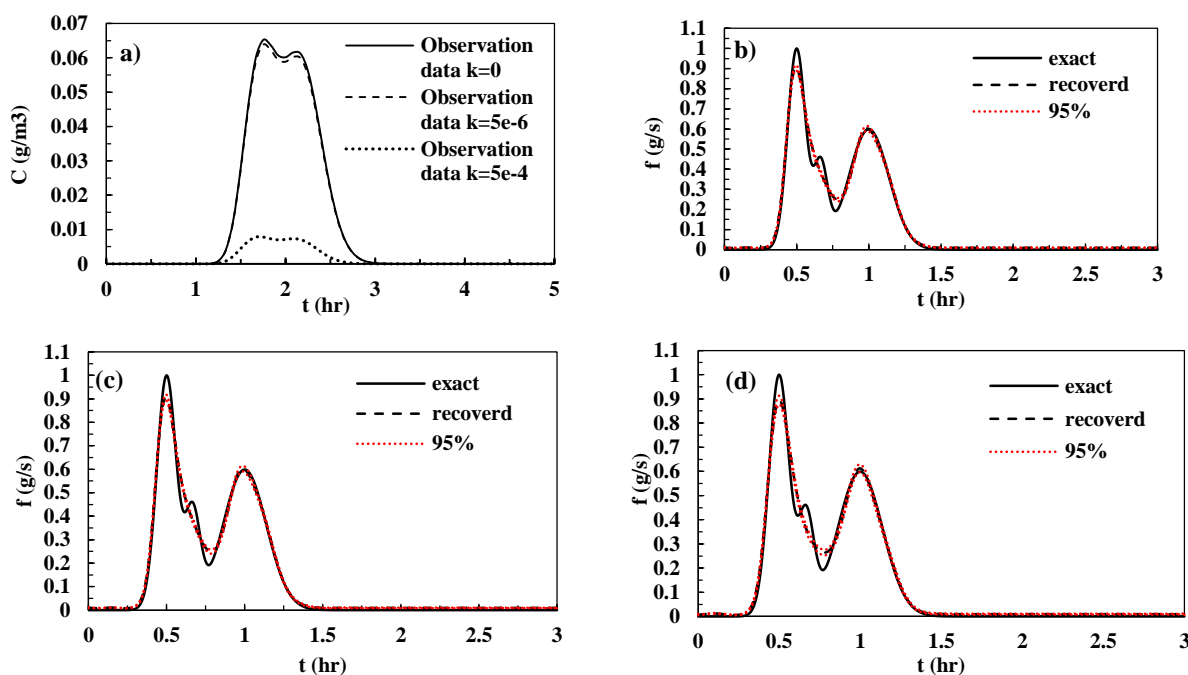 a)
0.07
0.06
0.05
0.04
0.03
0.02
0.01
0
C (g/m3)
Observation
data k=0
Observation
data k=5e-6
Observation
data k=5e-4
0 1 2 3 4 5
t (hr)
b)
1.1
1
0.9
0.8
0.7
0.6
0.5
0.4
0.3
0.2
0.1
0
f (g/s)
exact
recoverd
95%
0 0.5 1 1.5 2 2.5 3
t (hr)
(c)
1.1
1
0.9
0.8
0.7
0.6
0.5
0.4
0.3
0.2
0.1
0
f (g/s)
exact
recoverd
95%
0 0.5 1 1.5 2 2.5 3
t (hr)
(d)
1.1
1
0.9
0.8
0.7
0.6
0.5
0.4
0.3
0.2
0.1
0
f (g/s)
exact
recoverd
95%
0 0.5 1 1.5 2 2.5 3
t (hr)